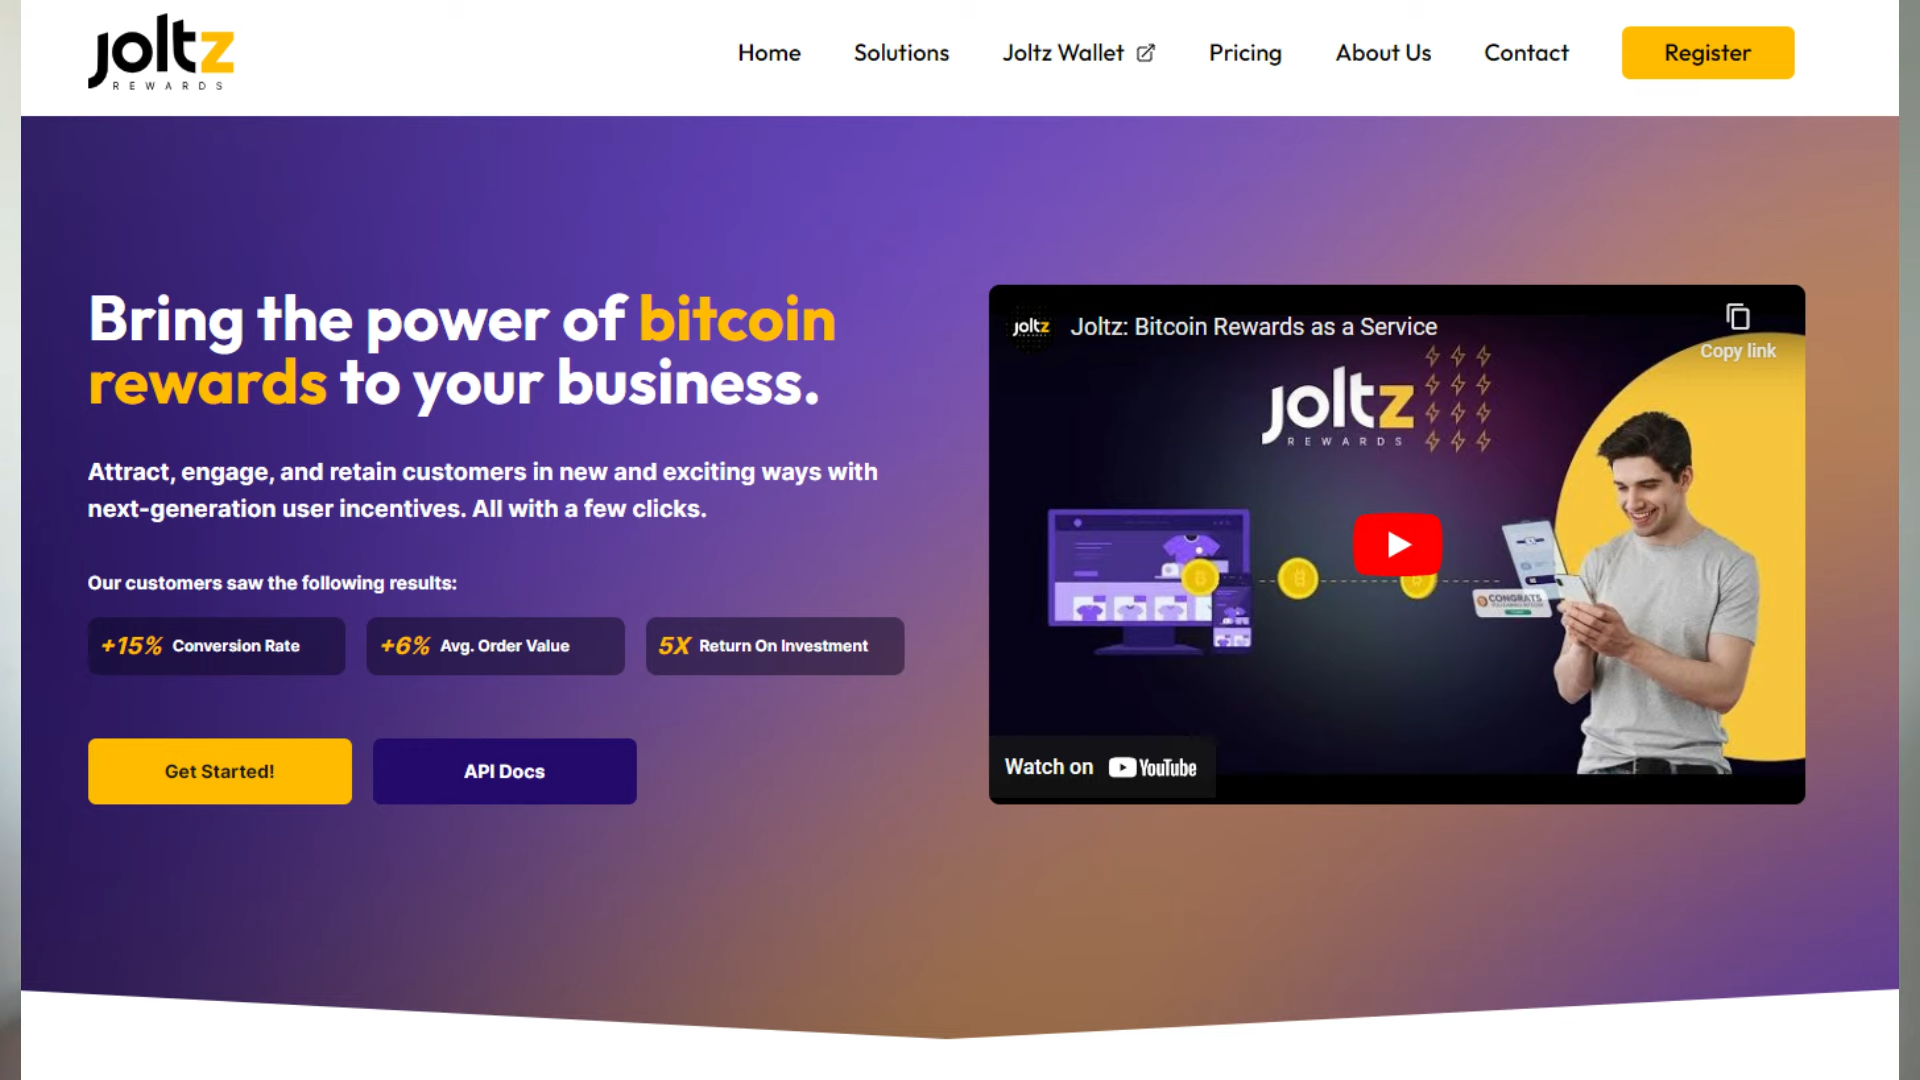 joltz
REWARDS
Home Solutions Joltz Wallet Pricing About Us Contact Register
Bring the power of bitcoin
rewards to your business.
Attract, engage, and retain customers in new and exciting ways with
next-generation user incentives. All with a few clicks.
Our customers saw the following results:
+15% Conversion Rate
+6% Avg. Order Value
5X Return On Investment
Get Started!
API Docs
joltz
Joltz: Bitcoin Rewards as a Service
Copy link
joltz
REWARDS
CONGRATS
Watch on YouTube